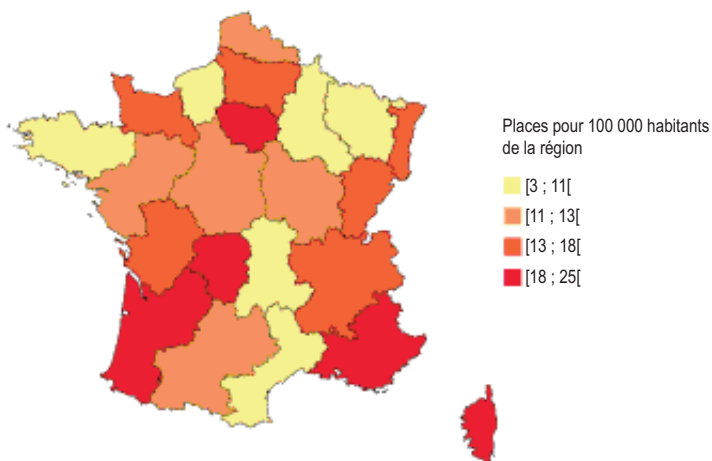 Places pour 100 000 habitants
de la région
[3 ; 11[
[11 ; 13[
[13 ; 18[
[18 ; 25[